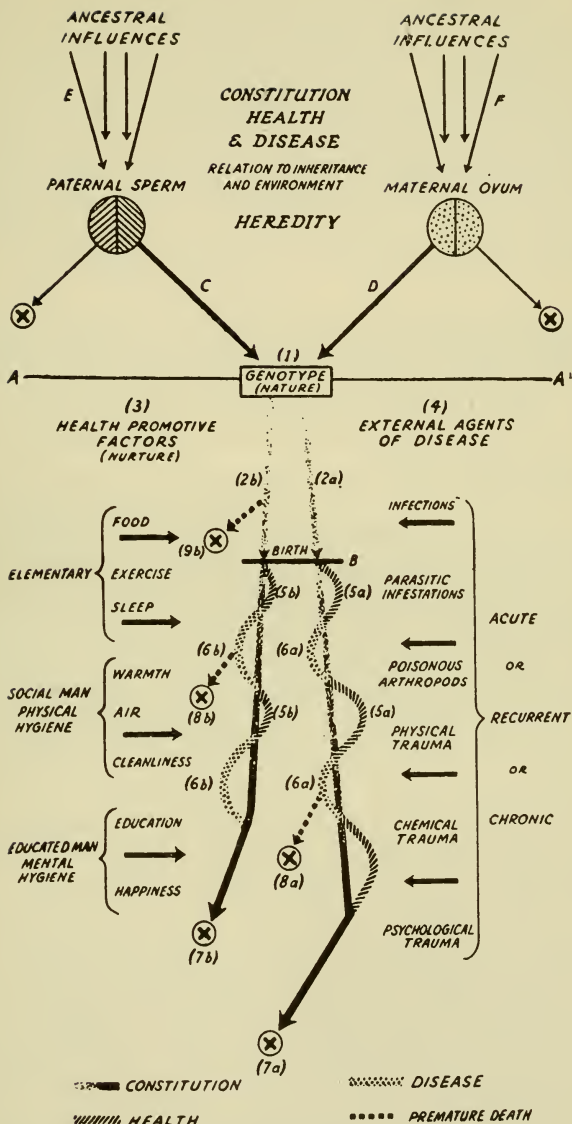 ANCESTRAL
INFLUENCES
ANCESTRAL
INFLUENCES
E
F
CONSTITUTION
HEALTH
& DISEASE
RELATION TO INHERITANCE
AND ENVIRONMENT
PATERNAL SPERM
MATERNAL OVUM
HEREDITY
C
D
(1)
A
GENOTYPE
(NATURE)
A'
(3)
HEALTH PROMOTIVE
FACTORS
(NURTURE)
(4)
EXTERNAL AGENTS
OF DISEASE
(2b)
(2a)
ELEMENTARY
FOOD
EXERCISE
SLEEP
SOCIAL MAN
PHYSICAL
HYGIENE
WARMTH
AIR
CLEANLINESS
EDUCATED MAN
MENTAL
HYGIENE
EDUCATION
HAPPINESS
(9b)
BIRTH
B
(5b)
(5a)
(6b)
(6a)
(8b)
(5b)
(5a)
(6b)
(6a)
(8a)
(7b)
(7a)
INFECTIONS
PARASITIC
INFESTATIONS
POISONOUS
ARTHROPODS
PHYSICAL
TRAUMA
CHEMICAL
TRAUMA
PSYCHOLOGICAL
TRAUMA
ACUTE
OR
RECURRENT
OR
CHRONIC
CONSTITUTION
DISEASE
HEALTH
PREMATURE DEATH